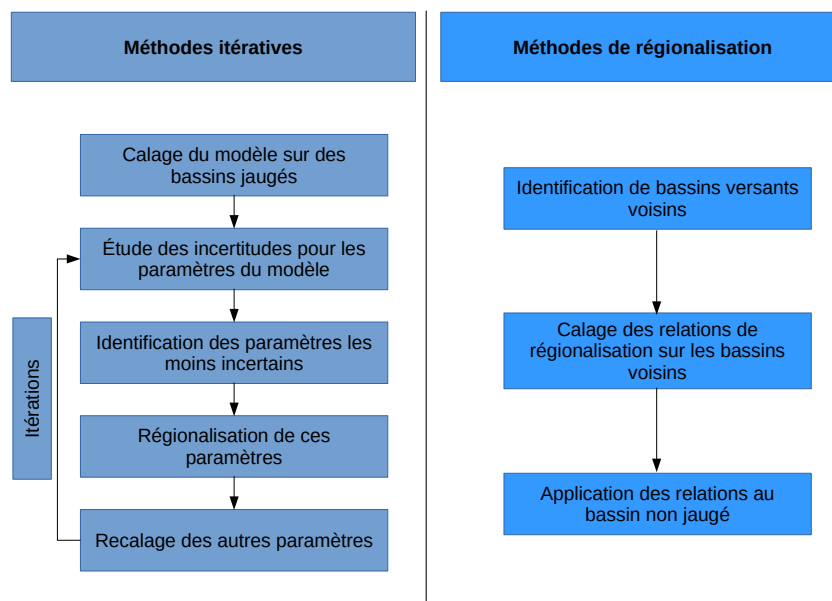 Méthodes itératives
Calage du modèle sur des
bassins jaugés
Étude des incertitudes pour les
paramètres du modèle
Identification des paramètres les
moins incertains
Régionalisation de ces
paramètres
Recalage des autres paramètres
Itérations
Méthodes de régionalisation
Identification de bassins versants
voisins
Calage des relations de
régionalisation sur les bassins
voisins
Application des relations au
bassin non jaugé